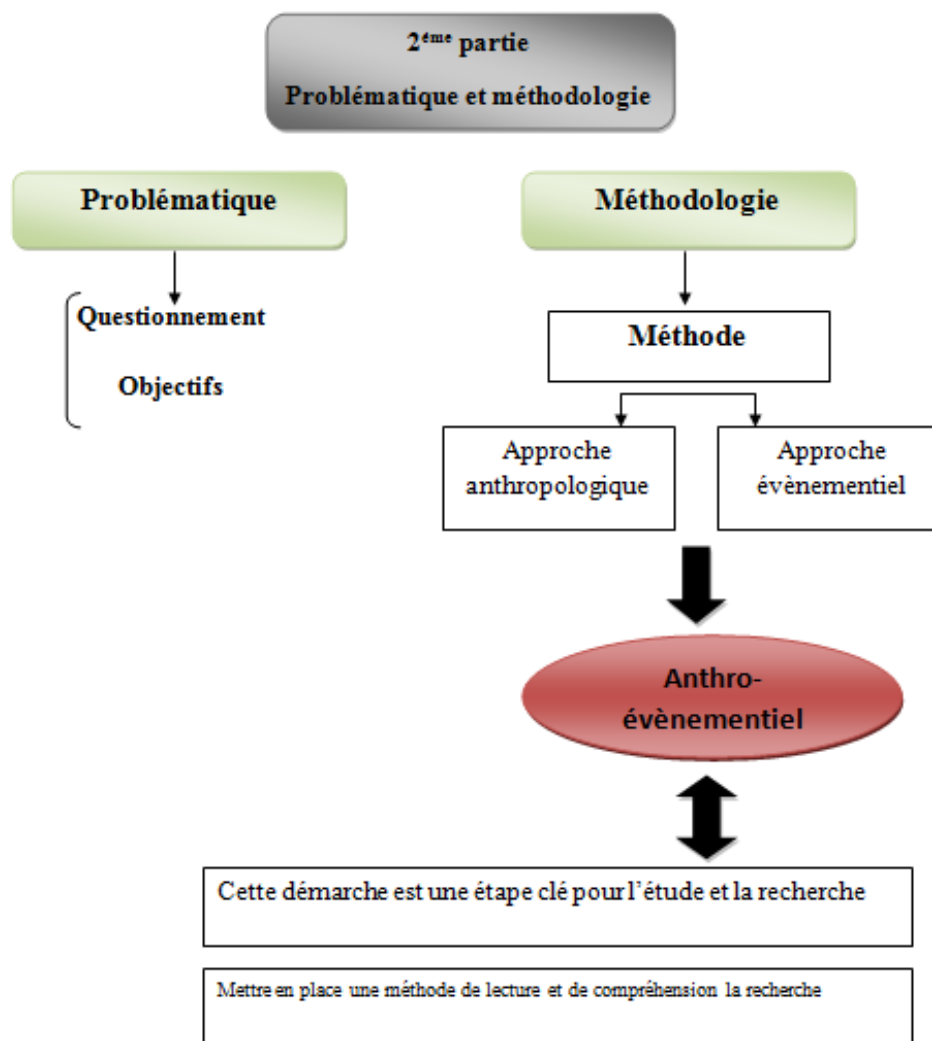 2éme partie
Problématique et méthodologie
Problématique
Questionnement
Objectifs
Méthodologie
Méthode
Approche
anthropologique
Approche
évènementiel
Anthro-
évènementiel
Cette démarche est une étape clé pour l’étude et la recherche
Mettre en place une méthode de lecture et de compréhension la recherche